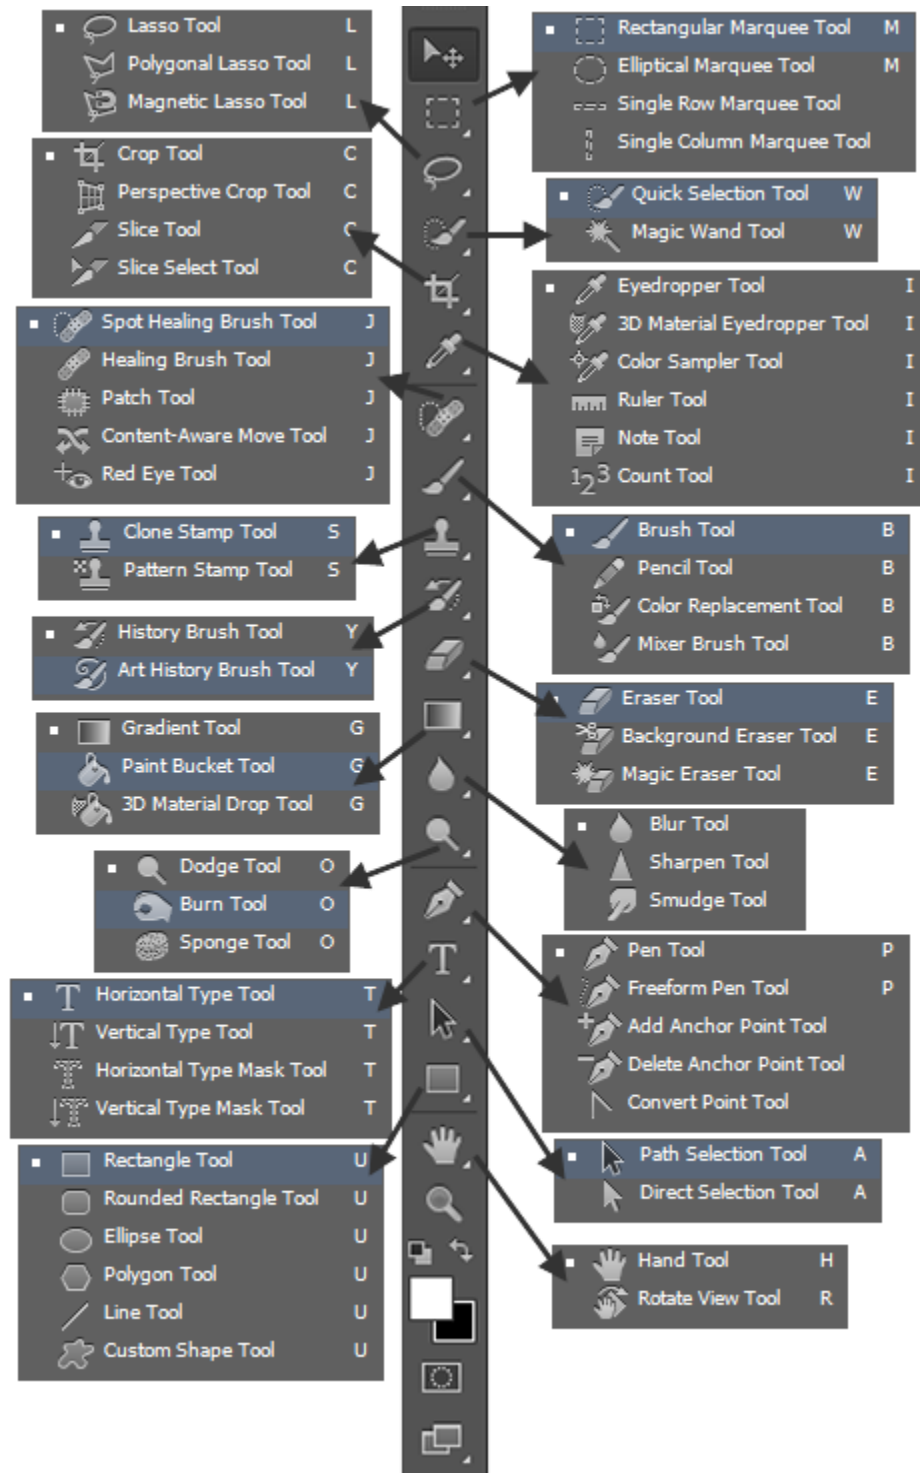 Lasso Tool L
Polygonal Lasso Tool L
Magnetic Lasso Tool L
Crop Tool C
Perspective Crop Tool C
Slice Tool C
Slice Select Tool C
Spot Healing Brush Tool J
Healing Brush Tool J
Patch Tool J
Content-Aware Move Tool J
Red Eye Tool J
Clone Stamp Tool S
Pattern Stamp Tool S
History Brush Tool Y
Art History Brush Tool Y
Gradient Tool G
Paint Bucket Tool G
3D Material Drop Tool G
Dodge Tool O
Burn Tool O
Sponge Tool O
Horizontal Type Tool T
Vertical Type Tool T
Horizontal Type Mask Tool T
Vertical Type Mask Tool T
Rectangle Tool U
Rounded Rectangle Tool U
Ellipse Tool U
Polygon Tool U
Line Tool U
Custom Shape Tool U
Rectangular Marquee Tool M
Elliptical Marquee Tool M
Single Row Marquee Tool
Single Column Marquee Tool
Quick Selection Tool W
Magic Wand Tool W
Eyedropper Tool I
3D Material Eyedropper Tool I
Color Sampler Tool I
Ruler Tool I
Note Tool I
Count Tool I
Brush Tool B
Pencil Tool B
Color Replacement Tool B
Mixer Brush Tool B
Eraser Tool E
Background Eraser Tool E
Magic Eraser Tool E
Blur Tool
Sharpen Tool
Smudge Tool
Pen Tool P
Freeform Pen Tool P
Add Anchor Point Tool
Delete Anchor Point Tool
Convert Point Tool
Path Selection Tool A
Direct Selection Tool A
Hand Tool H
Rotate View Tool R